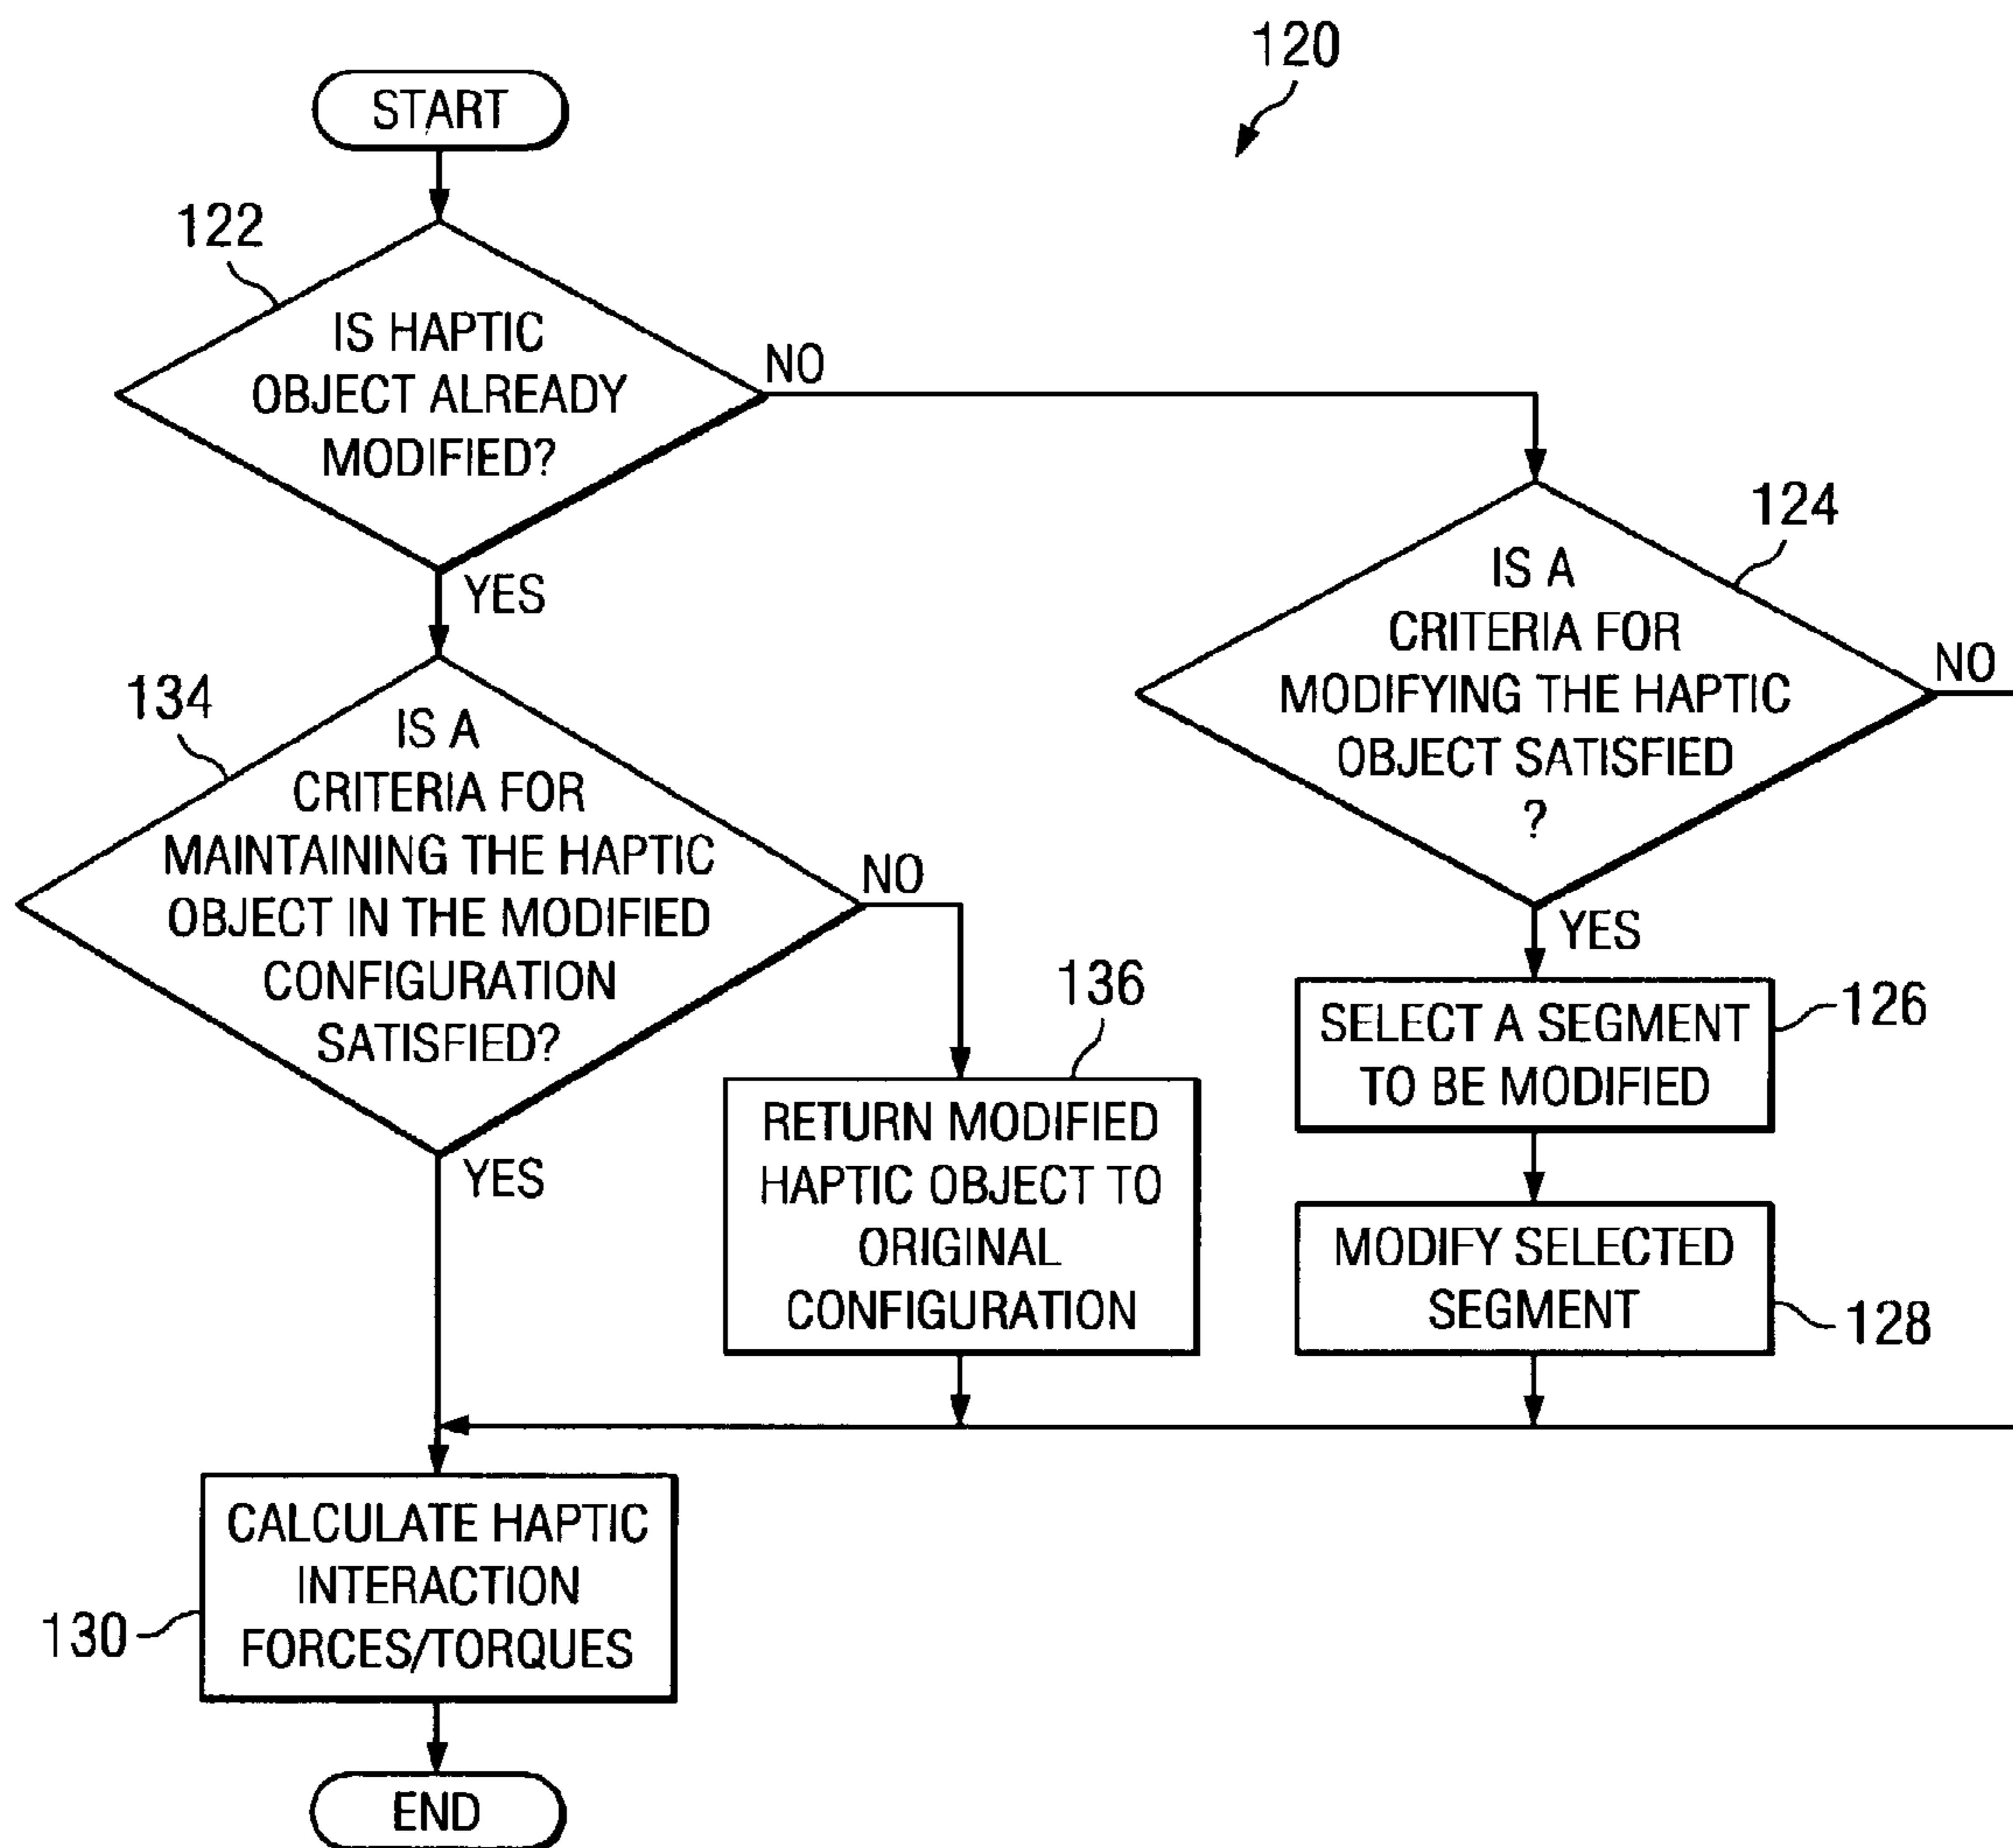 120
START
122
IS HAPTIC
OBJECT ALREADY
MODIFIED?
NO
YES
124
IS A
CRITERIA FOR
MODIFYING THE HAPTIC
OBJECT SATISFIED
?
NO
YES
134
IS A
CRITERIA FOR
MAINTAINING THE HAPTIC
OBJECT IN THE MODIFIED
CONFIGURATION
SATISFIED?
NO
YES
136
RETURN MODIFIED
HAPTIC OBJECT TO
ORIGINAL
CONFIGURATION
SELECT A SEGMENT
TO BE MODIFIED
126
MODIFY SELECTED
SEGMENT
128
CALCULATE HAPTIC
INTERACTION
FORCES/TORQUES
130
END